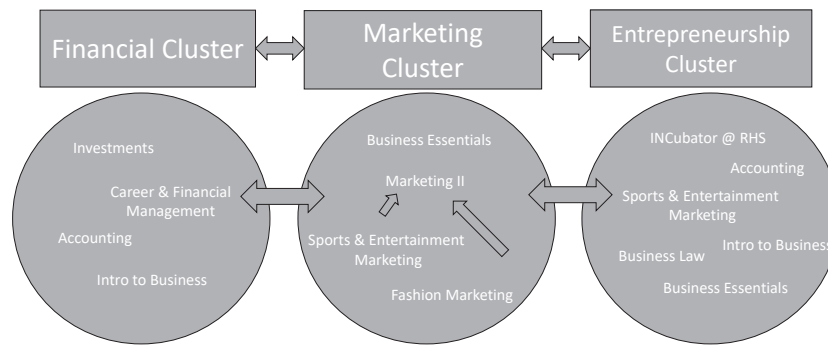 Financial Cluster
Marketing
Cluster
Entrepreneurship
Cluster
Investments
Career & Financial
Management
Accounting
Intro to Business
Business Essentials
Marketing II
Sports & Entertainment
Marketing
Fashion Marketing
INCubator @ RHS
Accounting
Sports & Entertainment
Marketing
Intro to Business
Business Law
Business Essentials